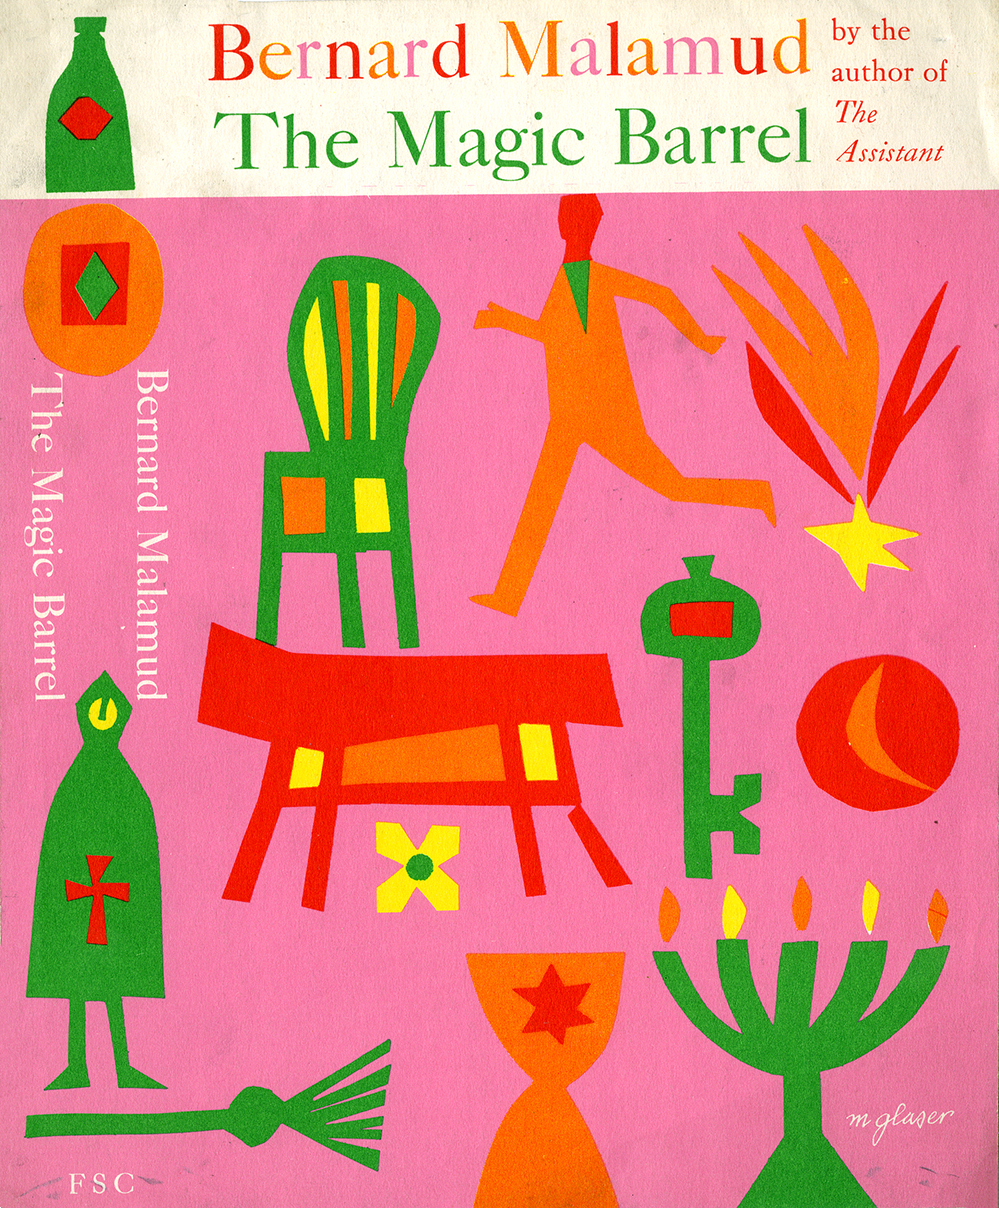 Bernard Malamud
The Magic Barrel
by the
author of
The
Assistant
Bernard Malamud
The Magic Barrel
m glaser
FSC